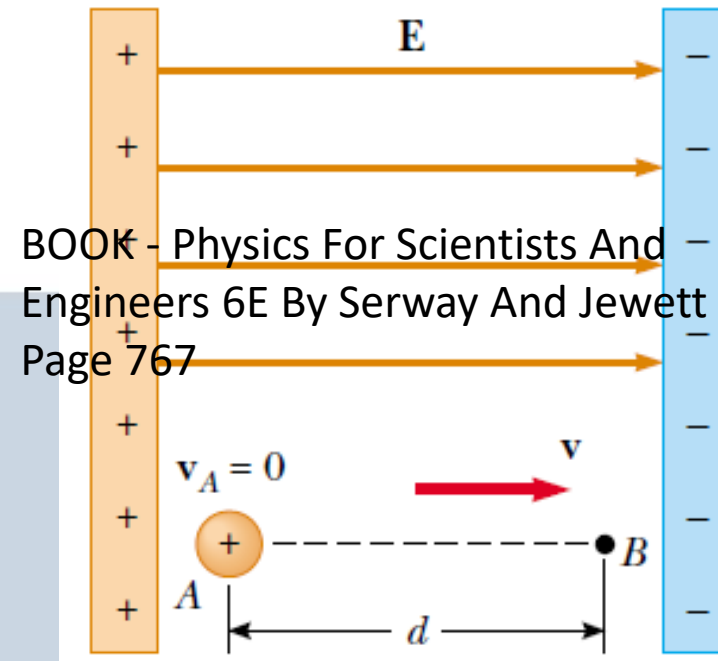 E
BOOK - Physics For Scientists And
Engineers 6E By Serway And Jewett
Page 767
v
v_A = 0
+
A
B
d
+ + + + + + +
− − − − − − −